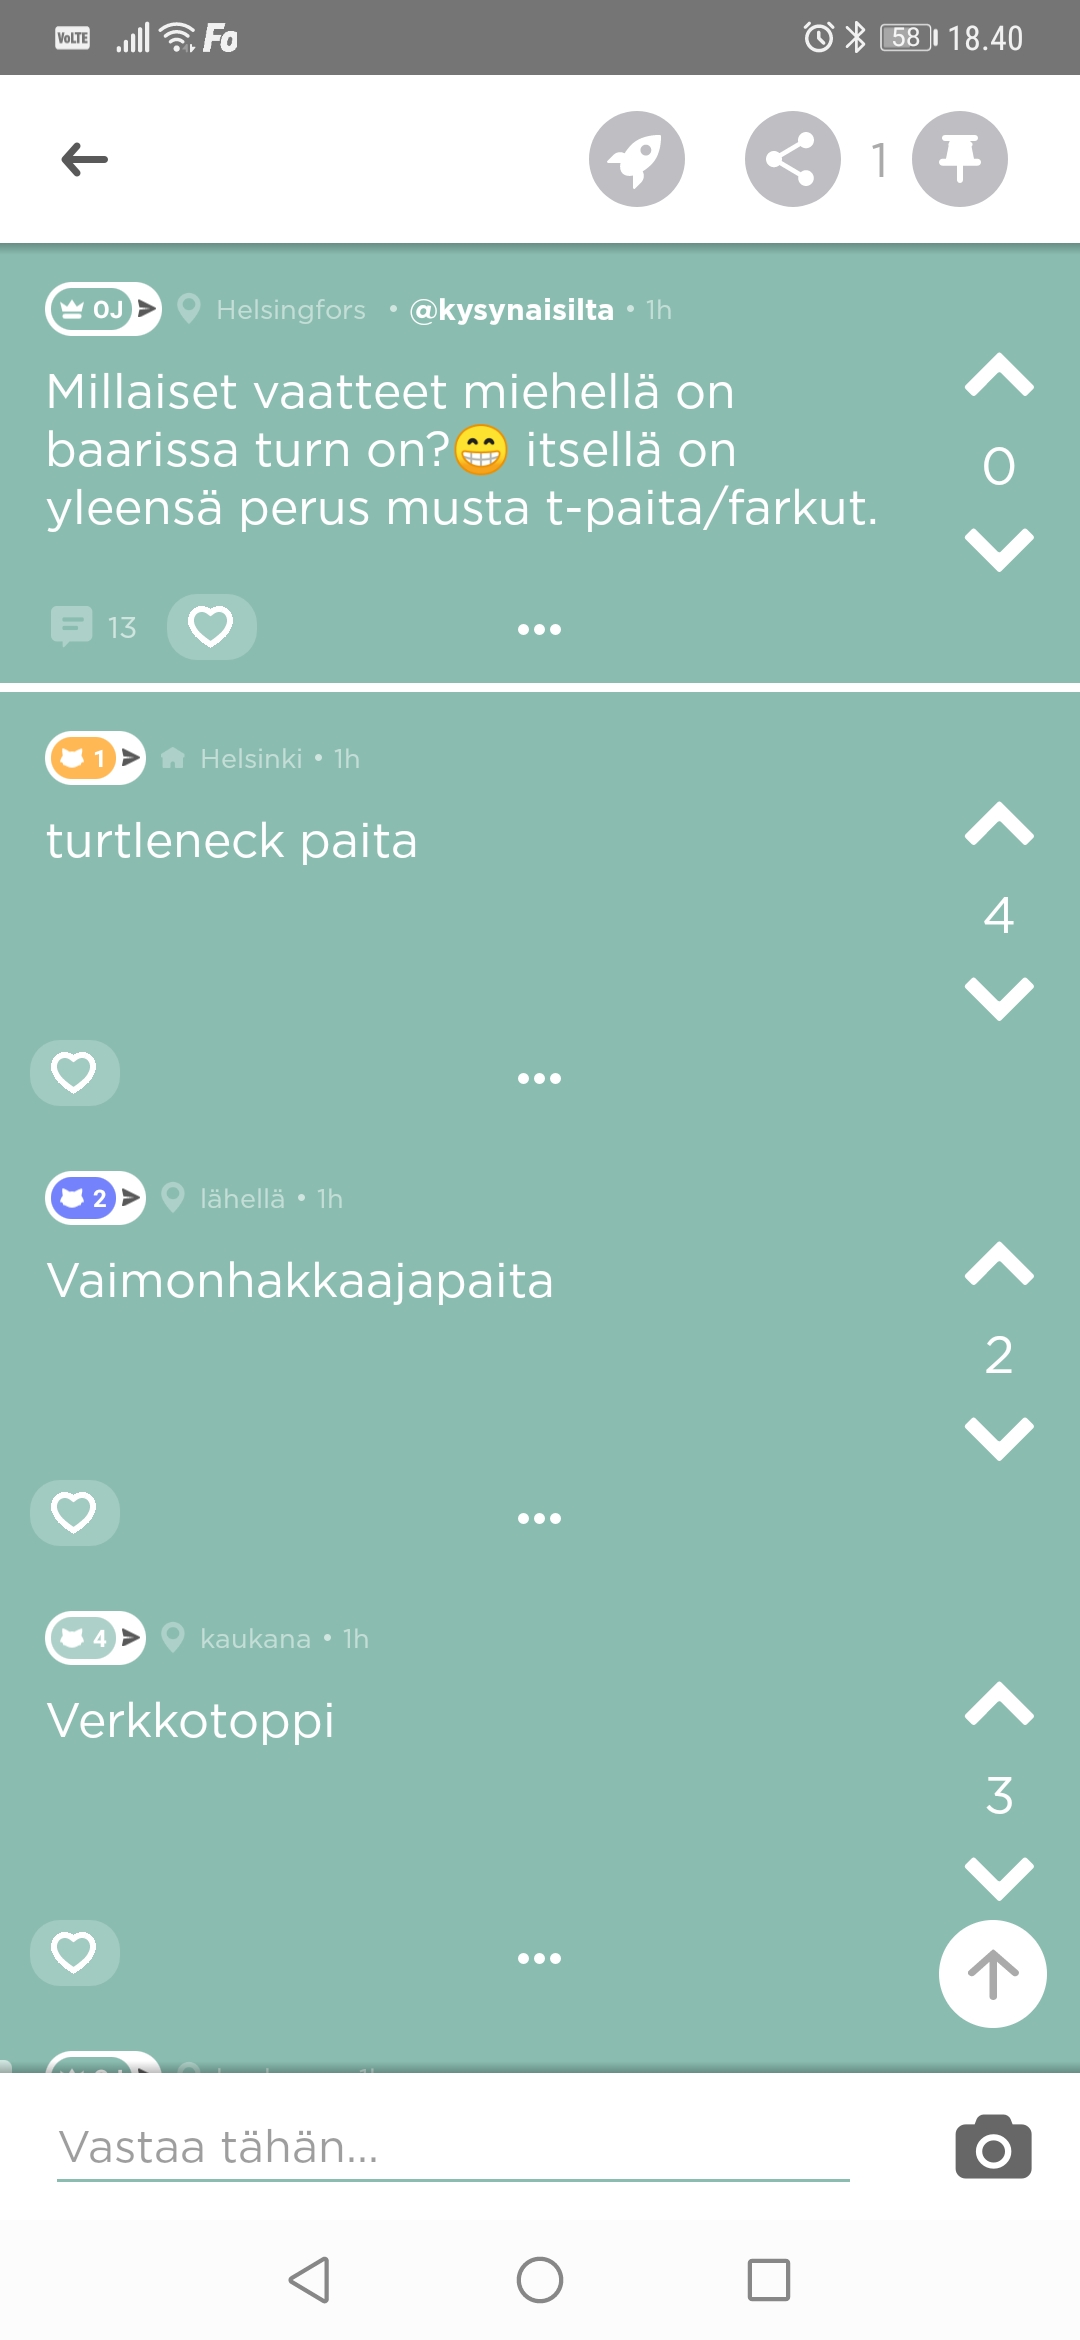 VoLTE Fo 58 18.40
1
OJ Helsingfors • @kysynaisilta • 1h
Millaiset vaatteet miehellä on
baarissa turn on?😁 itsellä on
yleensä perus musta t-paita/farkut.
0
13
1 Helsinki • 1h
turtleneck paita
4
2 lähellä • 1h
Vaimonhakkaajapaita
2
4 kaukana • 1h
Verkkotoppi
3
Vastaa tähän...